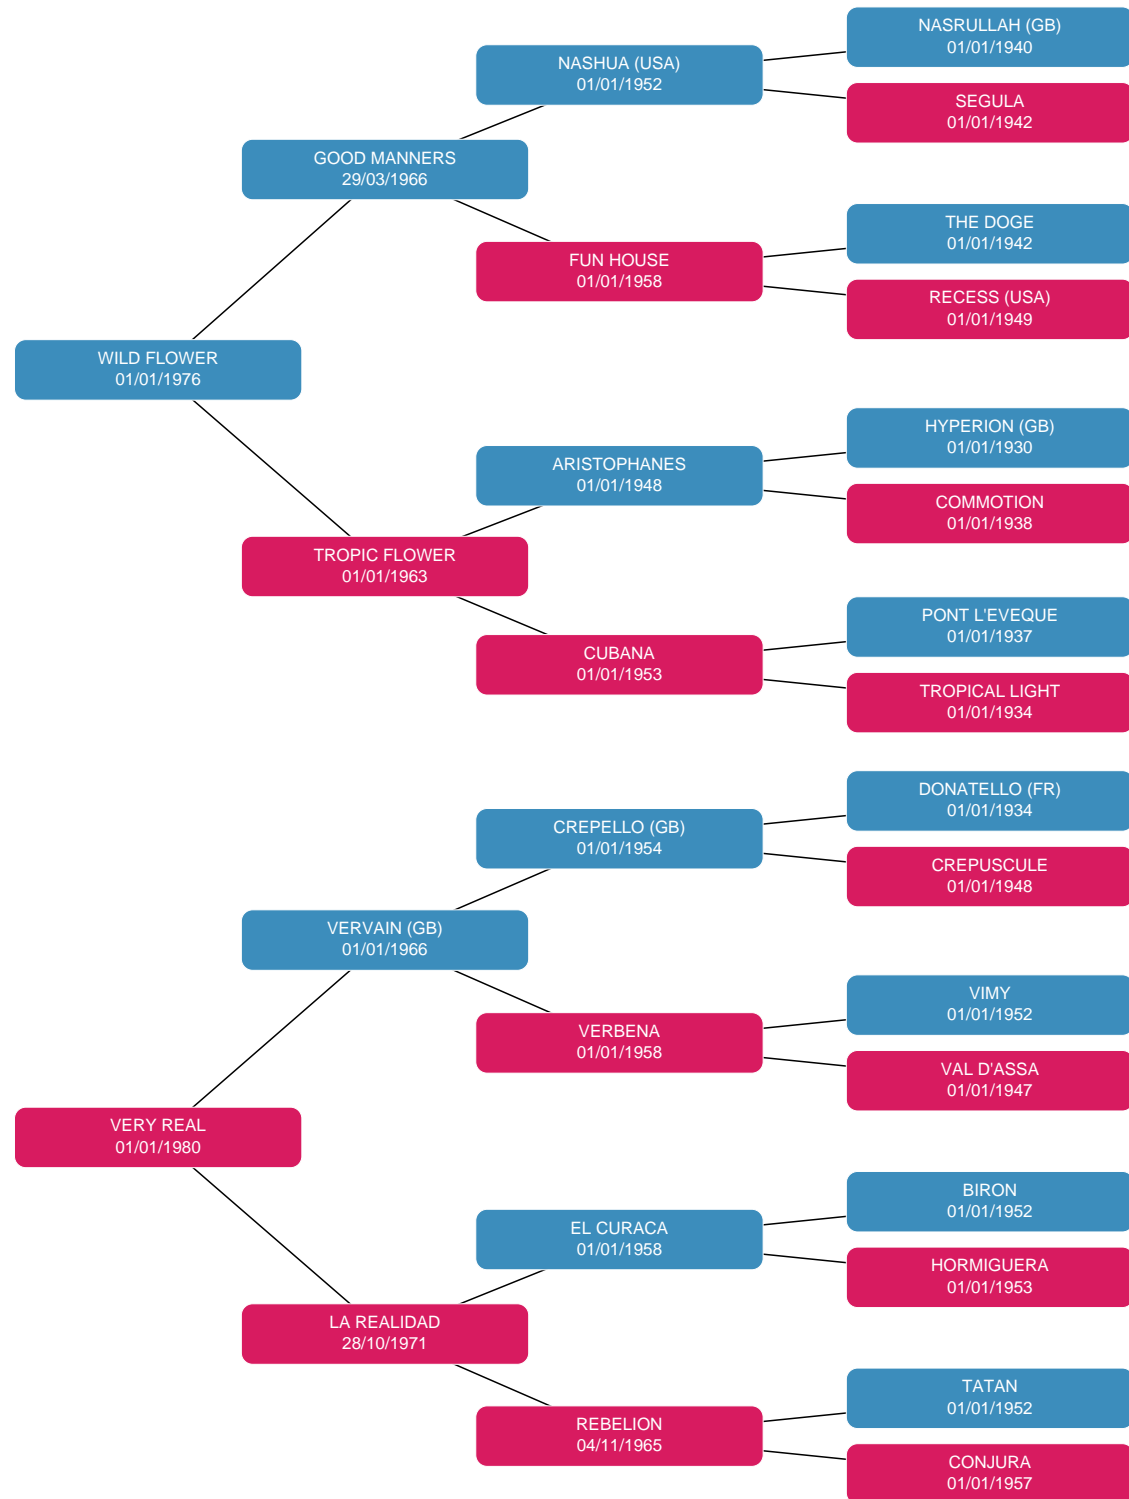 NASRULLAH (GB)
01/01/1940
NASHUA (USA)
01/01/1952
SEGULA
01/01/1942
GOOD MANNERS
29/03/1966
THE DOGE
01/01/1942
FUN HOUSE
01/01/1958
RECESS (USA)
01/01/1949
WILD FLOWER
01/01/1976
HYPERION (GB)
01/01/1930
ARISTOPHANES
01/01/1948
COMMOTION
01/01/1938
TROPIC FLOWER
01/01/1963
PONT L'EVEQUE
01/01/1937
CUBANA
01/01/1953
TROPICAL LIGHT
01/01/1934
DONATELLO (FR)
01/01/1934
CREPELLO (GB)
01/01/1954
CREPUSCULE
01/01/1948
VERVAIN (GB)
01/01/1966
VIMY
01/01/1952
VERBENA
01/01/1958
VAL D'ASSA
01/01/1947
VERY REAL
01/01/1980
BIRON
01/01/1952
EL CURACA
01/01/1958
HORMIGUERA
01/01/1953
LA REALIDAD
28/10/1971
TATAN
01/01/1952
REBELION
04/11/1965
CONJURA
01/01/1957